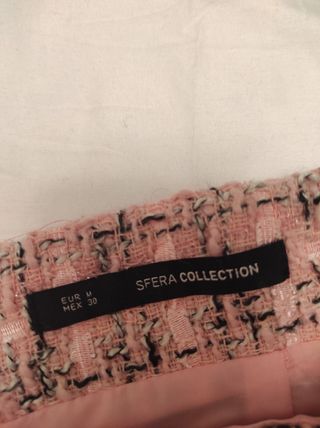 SFERA COLLECTION
EUR M
MEX 30